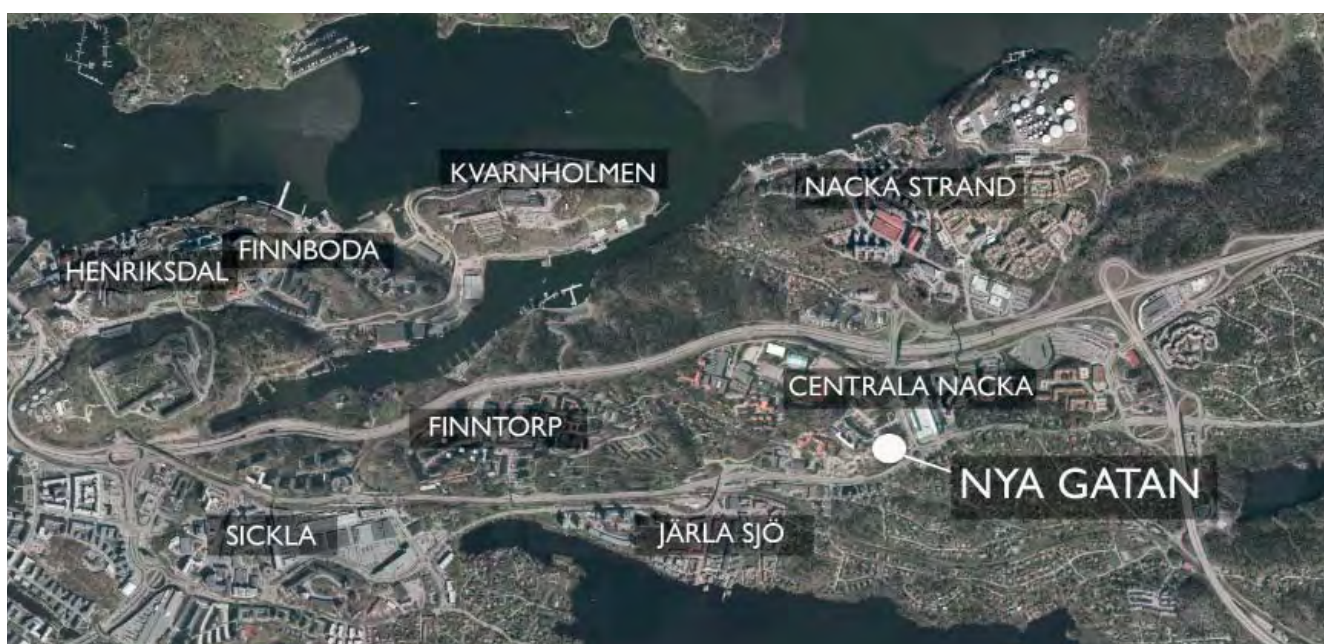 KVARNHOLMEN
NACKA STRAND
FINNBODA
HENRIKSDAL
CENTRALA NACKA
FINNTORP
NYA GATAN
SICKLA
JÄRLA SJÖ